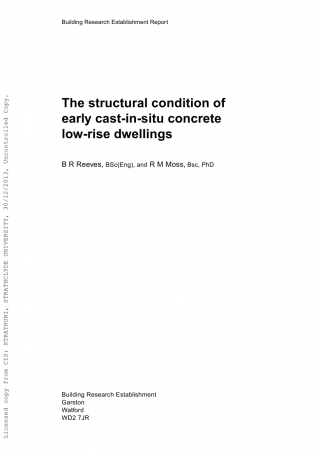 Building Research Establishment Report
The structural condition of
early cast-in-situ concrete
low-rise dwellings
B R Reeves, BSc(Eng), and R M Moss, Bsc, PhD
Building Research Establishment
Garston
Watford
WD2 7JR
Licensed copy from CIS: STRATHUNI, STRATHCLYDE UNIVERSITY, 30/12/2013, Uncontrolled Copy.